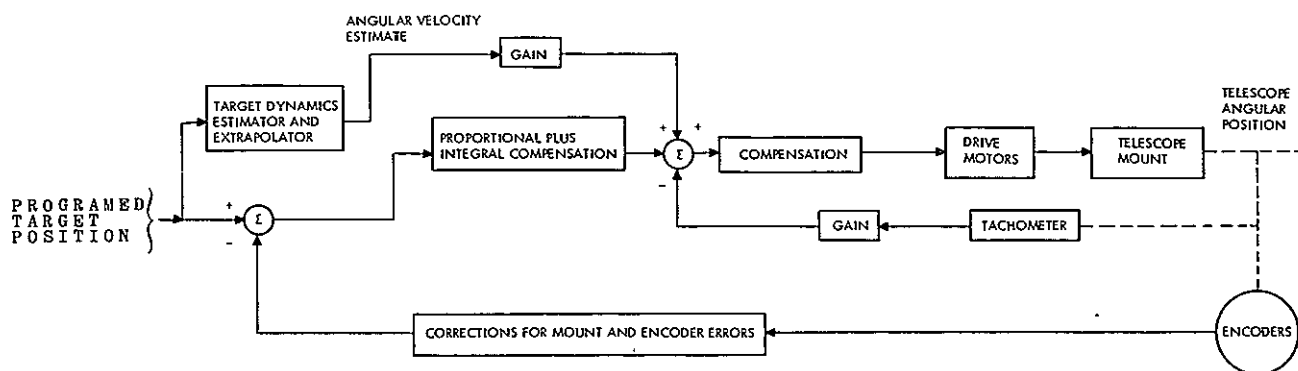 ANGULAR VELOCITY
ESTIMATE
GAIN
TARGET DYNAMICS
ESTIMATOR AND
EXTRAPOLATOR
PROPORTIONAL PLUS
INTEGRAL COMPENSATION
+
+
Σ
−
COMPENSATION
DRIVE
MOTORS
TELESCOPE
MOUNT
TELESCOPE
ANGULAR
POSITION
PROGRAMED
TARGET
POSITION
+
Σ
−
GAIN
TACHOMETER
CORRECTIONS FOR MOUNT AND ENCODER ERRORS
ENCODERS